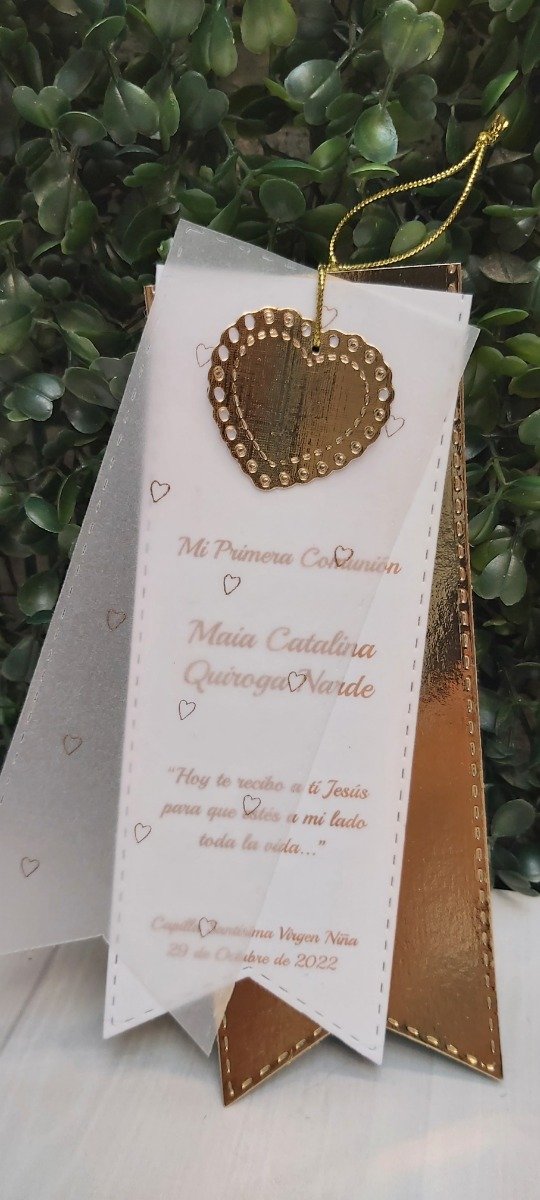 Mi Primera Comunión
Maia Catalina
Quiroga Narde
"Hoy te recibo a ti Jesús
para que estés a mi lado
toda la vida..."
Capilla Santísima Virgen Niña
29 de Octubre de 2022